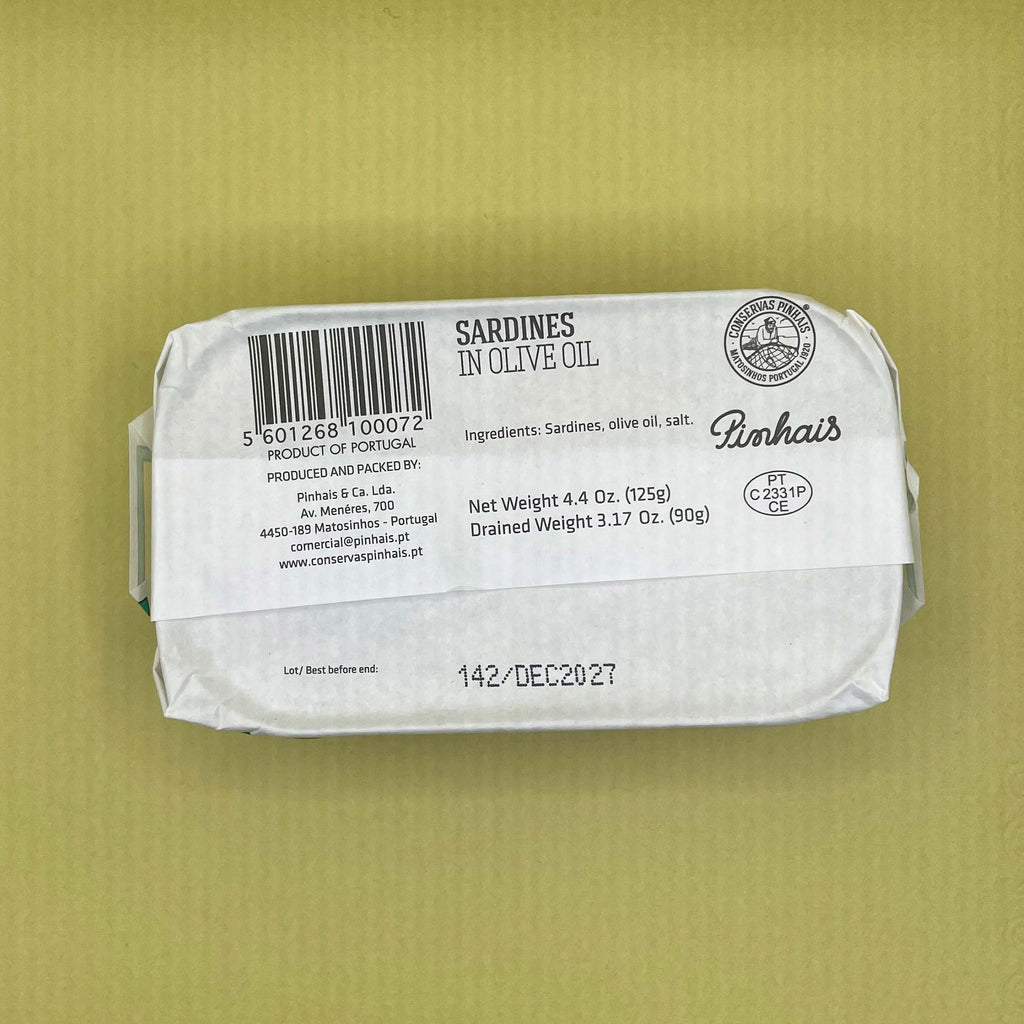 5 601268 100072
PRODUCT OF PORTUGAL
PRODUCED AND PACKED BY:
Pinhais & Ca. Lda.
Av. Menéres, 700
4450-189 Matosinhos - Portugal
comercial@pinhais.pt
www.conservaspinhais.pt
SARDINES
IN OLIVE OIL
Ingredients: Sardines, olive oil, salt.
Net Weight 4.4 Oz. (125g)
Drained Weight 3.17 Oz. (90g)
· CONSERVAS PINHAIS ·
MATOSINHOS PORTUGAL 1920
®
Pinhais
PT
C 2331P
CE
Lot/ Best before end:
142/DEC2027